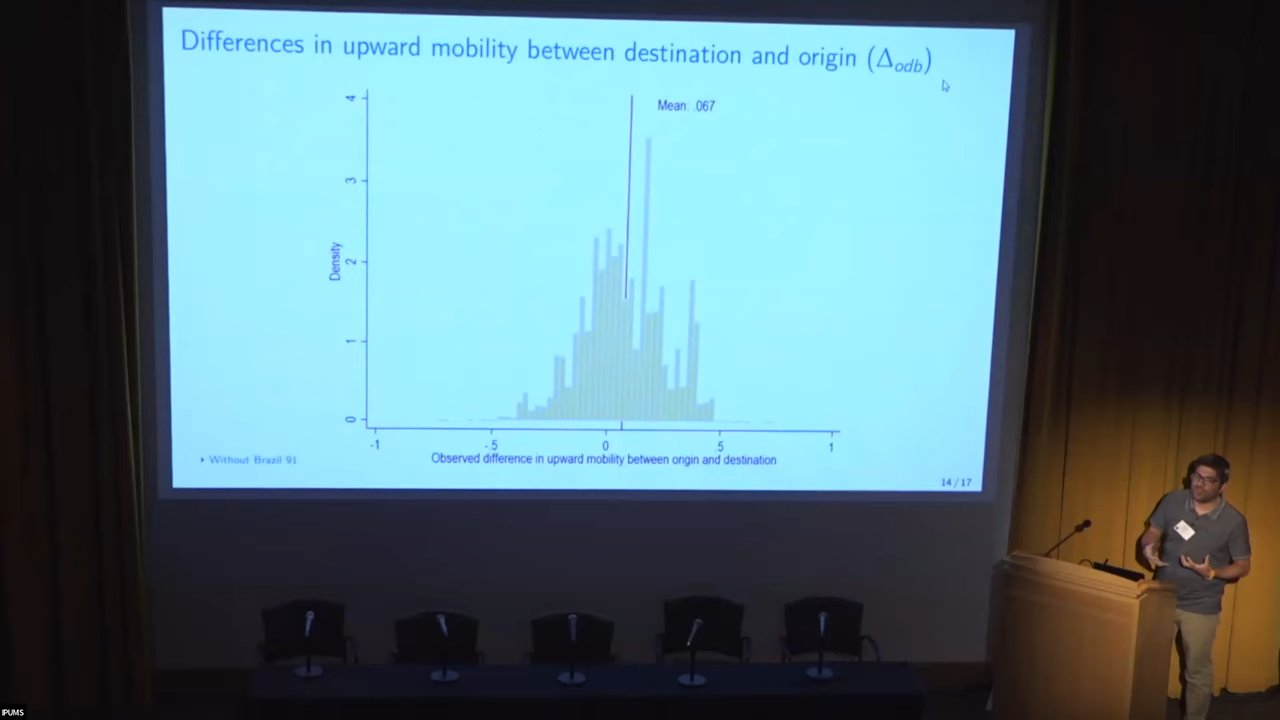 Differences in upward mobility between destination and origin (Δodb)
Mean: .067
4
3
2
1
0
Density
-1
-.5
0
.5
1
Observed difference in upward mobility between origin and destination
Without Brazil 91
14 / 17
IPUMS